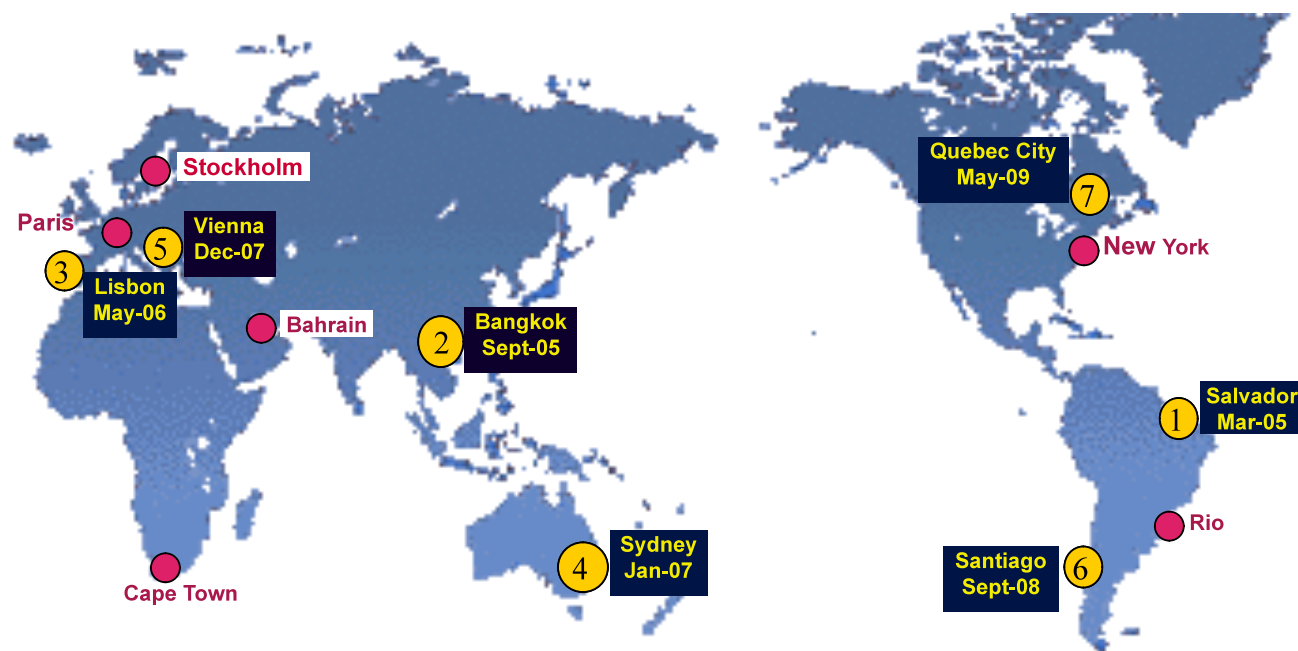 Stockholm
Paris
5
Vienna
Dec-07
3
Lisbon
May-06
Bahrain
2
Bangkok
Sept-05
Cape Town
4
Sydney
Jan-07
Quebec City
May-09
7
New York
1
Salvador
Mar-05
Rio
Santiago
Sept-08
6